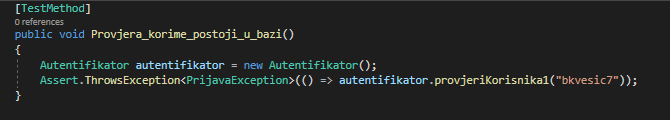 [TestMethod]
0 references
public void Provjera_korime_postoji_u_bazi()
{
Autentifikator autentifikator = new Autentifikator();
Assert.ThrowsException<PrijavaException>(() => autentifikator.provjeriKorisnika1("bkvesic7"));
}